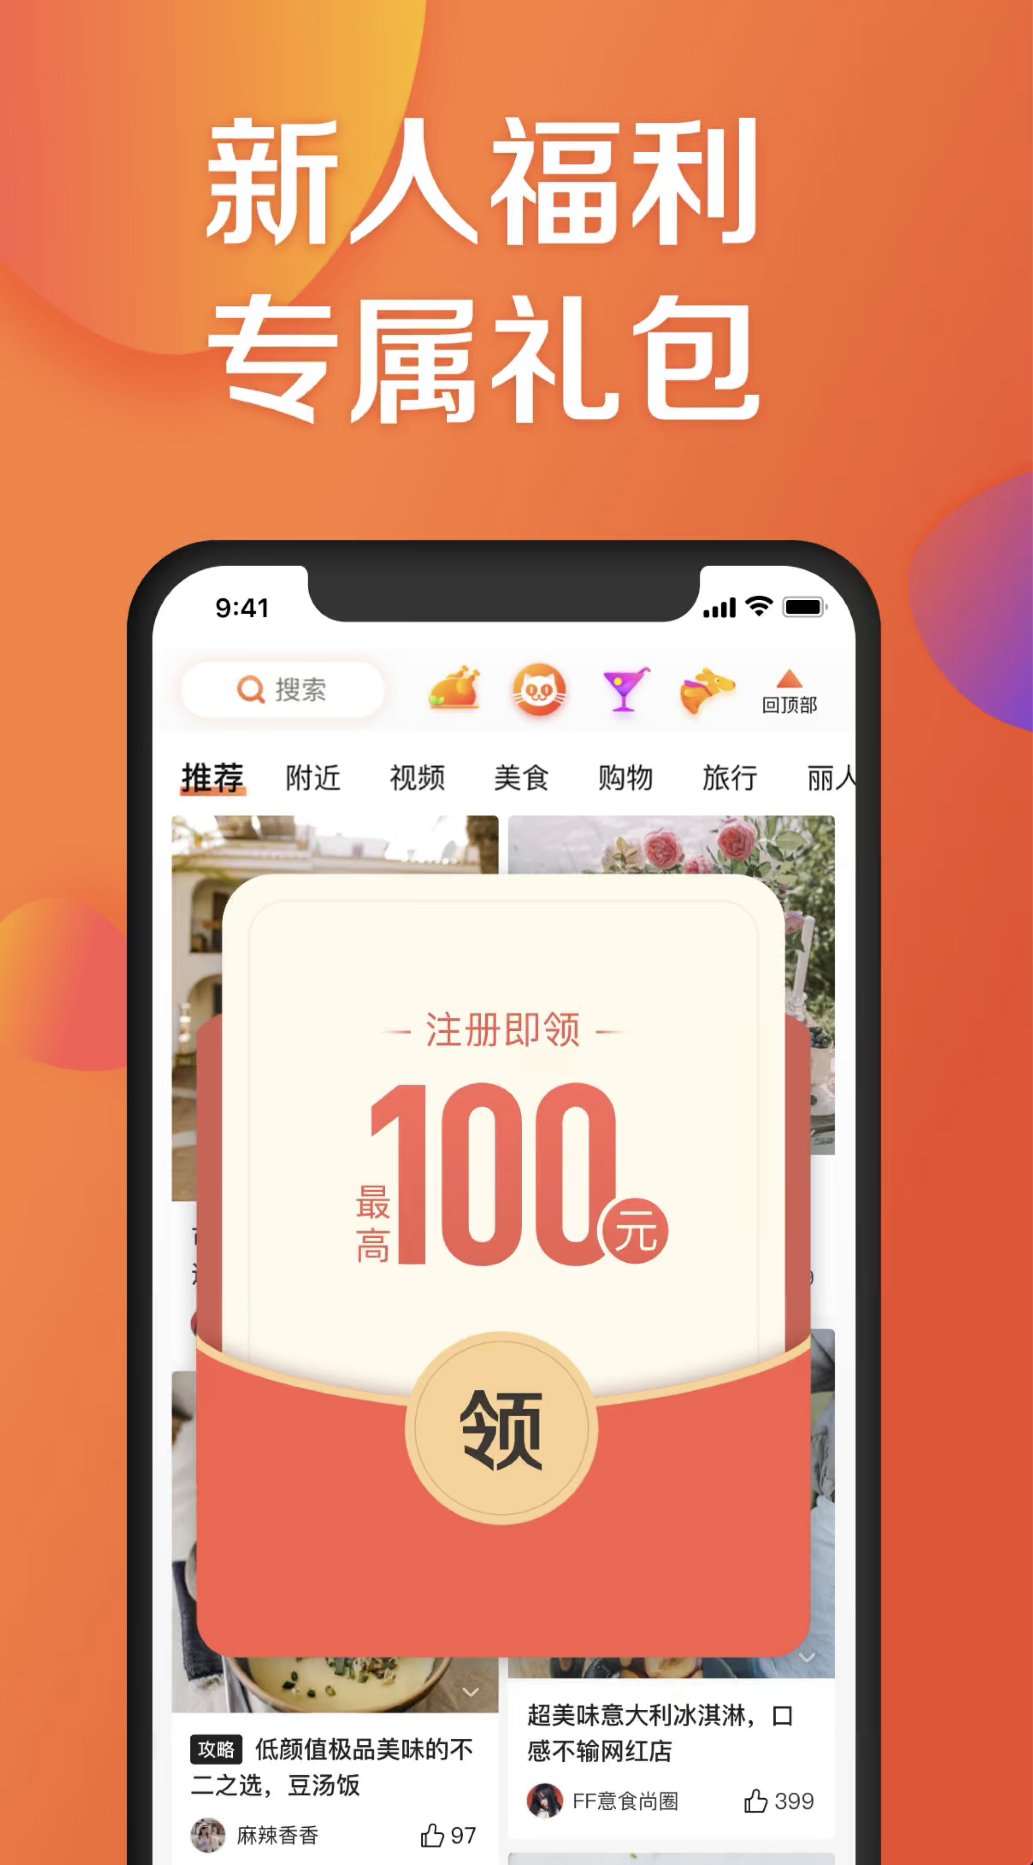 新人福利
专属礼包
9:41
搜索
回顶部
推荐 附近 视频 美食 购物 旅行 丽人
注册即领
最高100元
领
攻略 低颜值极品美味的不
二之选，豆汤饭
麻辣香香 97
超美味意大利冰淇淋，口
感不输网红店
FF意食尚圈 399